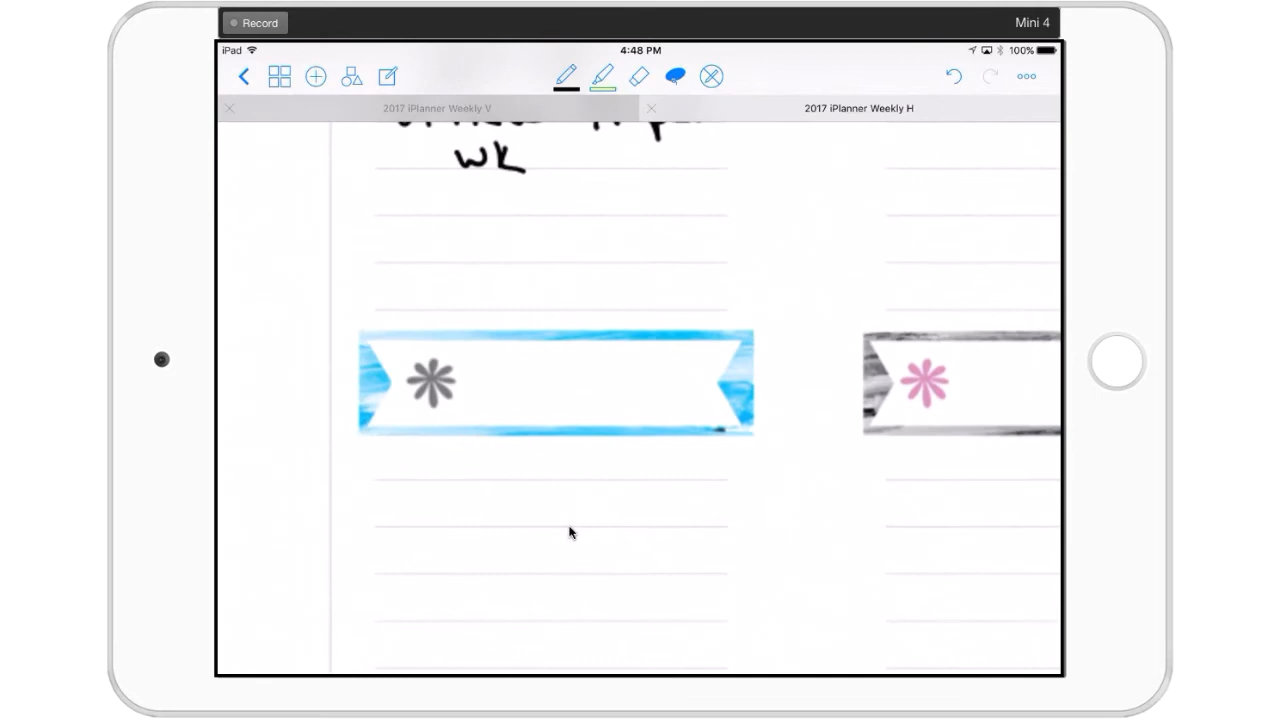 Record
Mini 4
iPad 4:48 PM 100%
2017 iPlanner Weekly V 2017 iPlanner Weekly H
wk